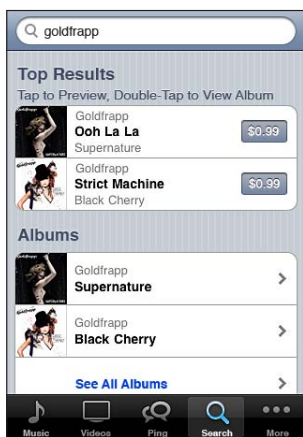 goldfrapp
Top Results
Tap to Preview, Double-Tap to View Album
Goldfrapp
Ooh La La
Supernature
$0.99
Goldfrapp
Strict Machine
Black Cherry
$0.99
Albums
Goldfrapp
Supernature
Goldfrapp
Black Cherry
See All Albums
Music Videos Ping Search More